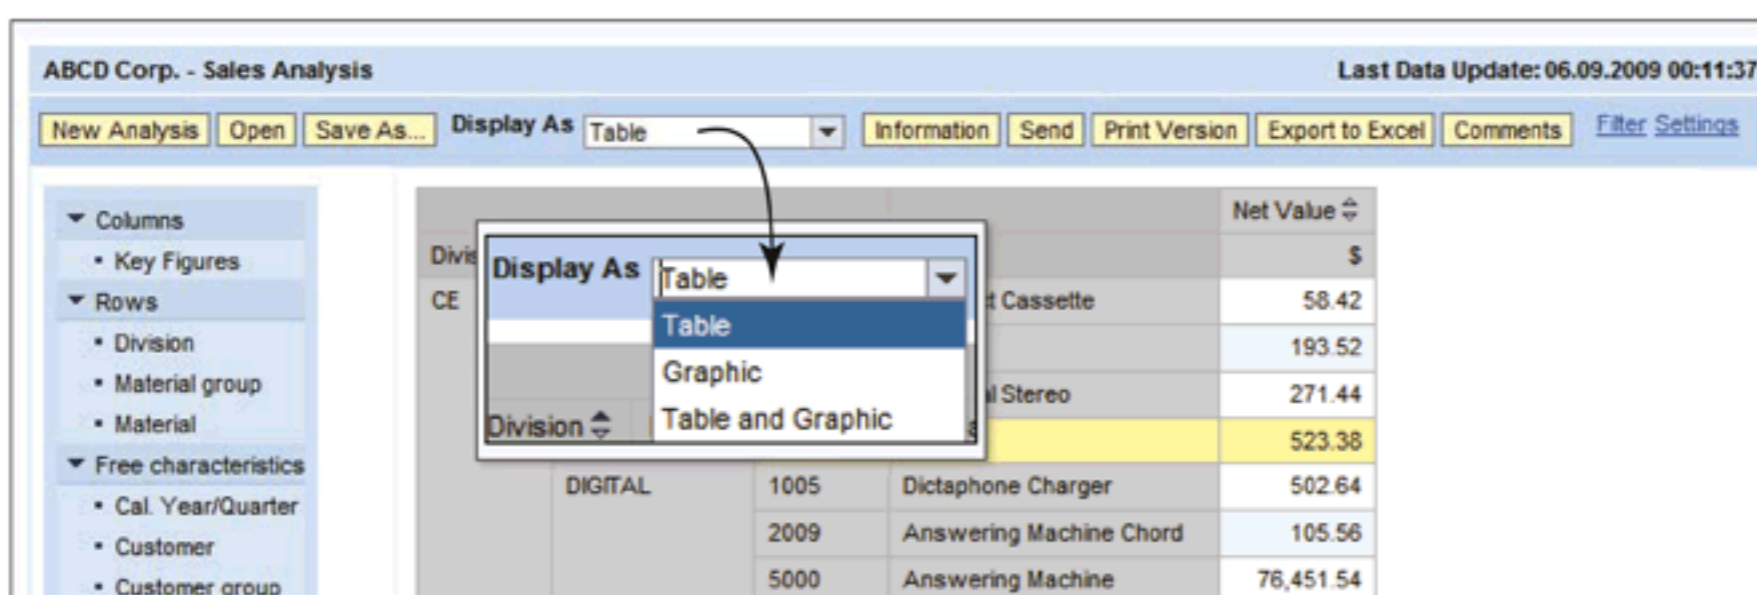 ABCD Corp. - Sales Analysis
Last Data Update: 06.09.2009 00:11:37
New Analysis Open Save As... Display As Table Information Send Print Version Export to Excel Comments Filter Settings
Columns
Key Figures
Rows
Division
Material group
Material
Free characteristics
Cal. Year/Quarter
Customer
Customer group
Net Value
$
CE
Display As Table
Table
Graphic
Table and Graphic
Division
Cassette 58.42
193.52
Stereo 271.44
523.38
DIGITAL 1005 Dictaphone Charger 502.64
2009 Answering Machine Chord 105.56
5000 Answering Machine 76,451.54